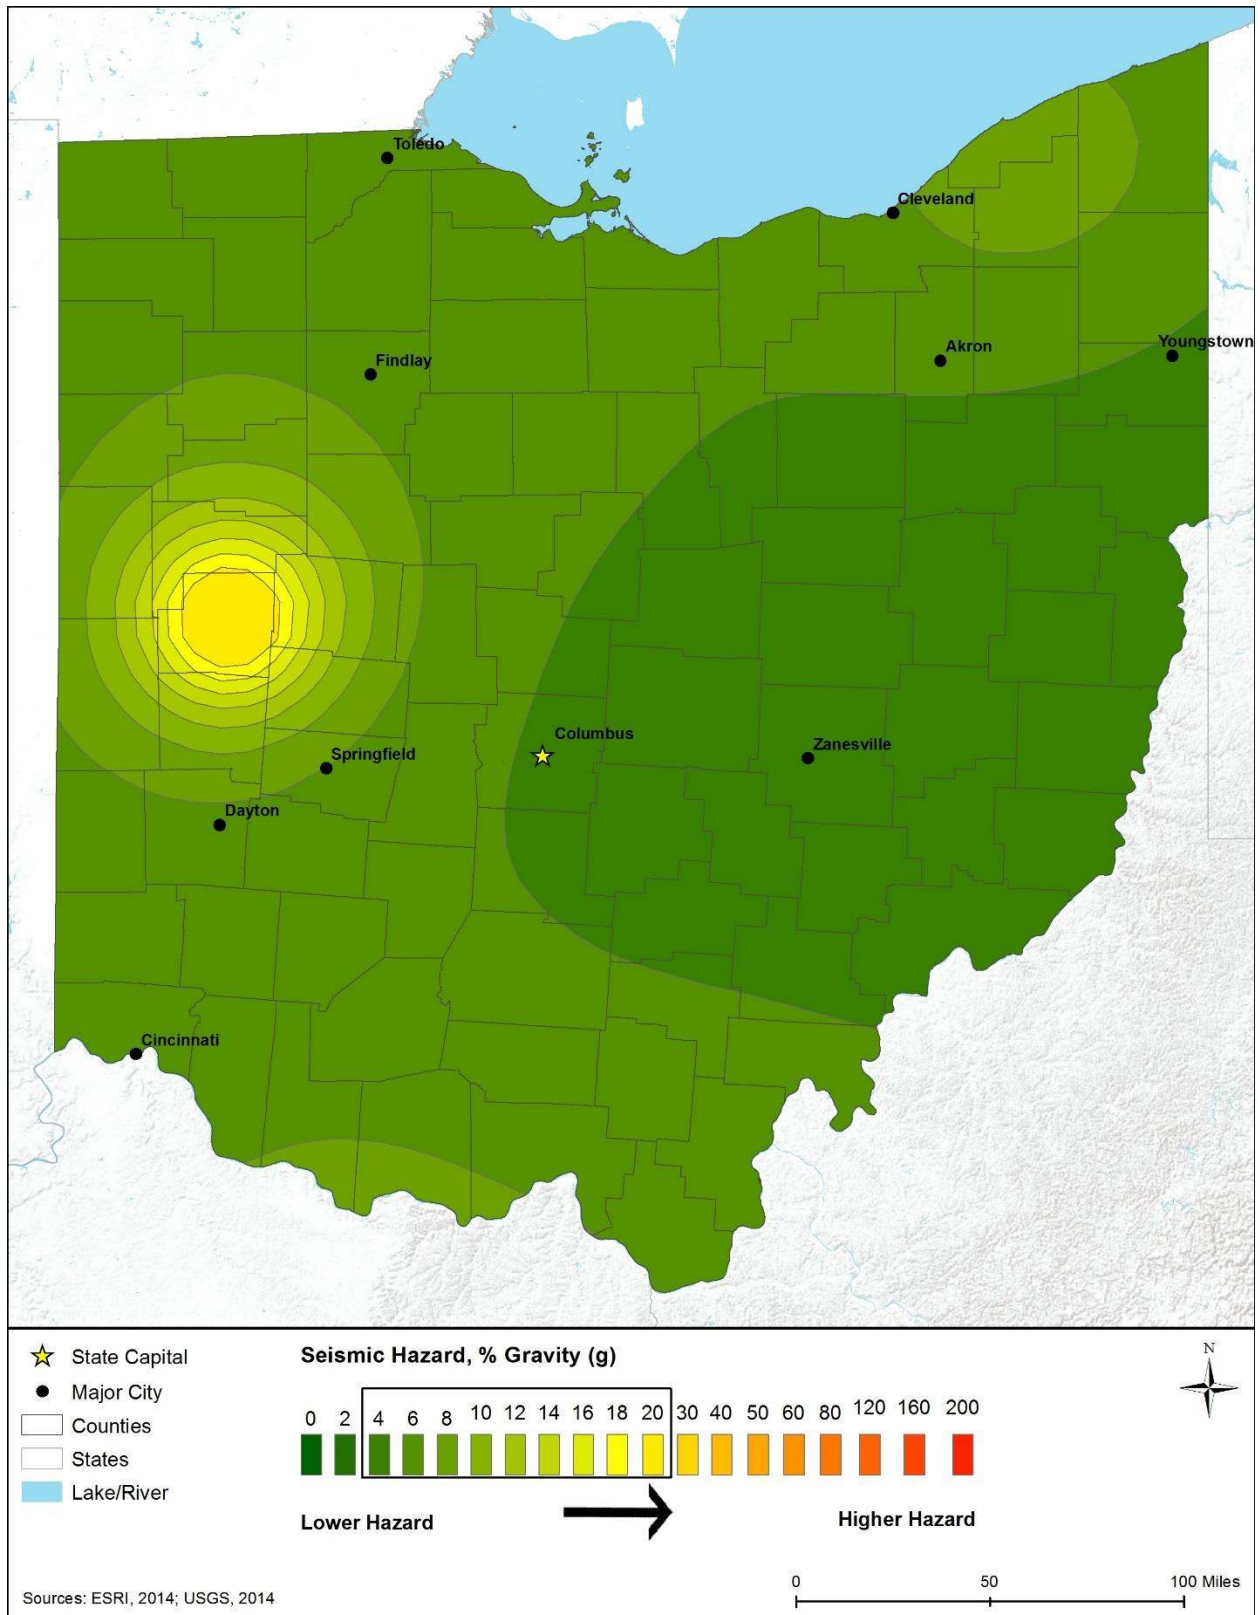 Toledo
Cleveland
Findlay
Akron
Youngstown
Columbus
Zanesville
Springfield
Dayton
Cincinnati
State Capital
Major City
Counties
States
Lake/River
Seismic Hazard, % Gravity (g)
0 2 4 6 8 10 12 14 16 18 20 30 40 50 60 80 120 160 200
Lower Hazard
Higher Hazard
N
Sources: ESRI, 2014; USGS, 2014
0 50 100 Miles